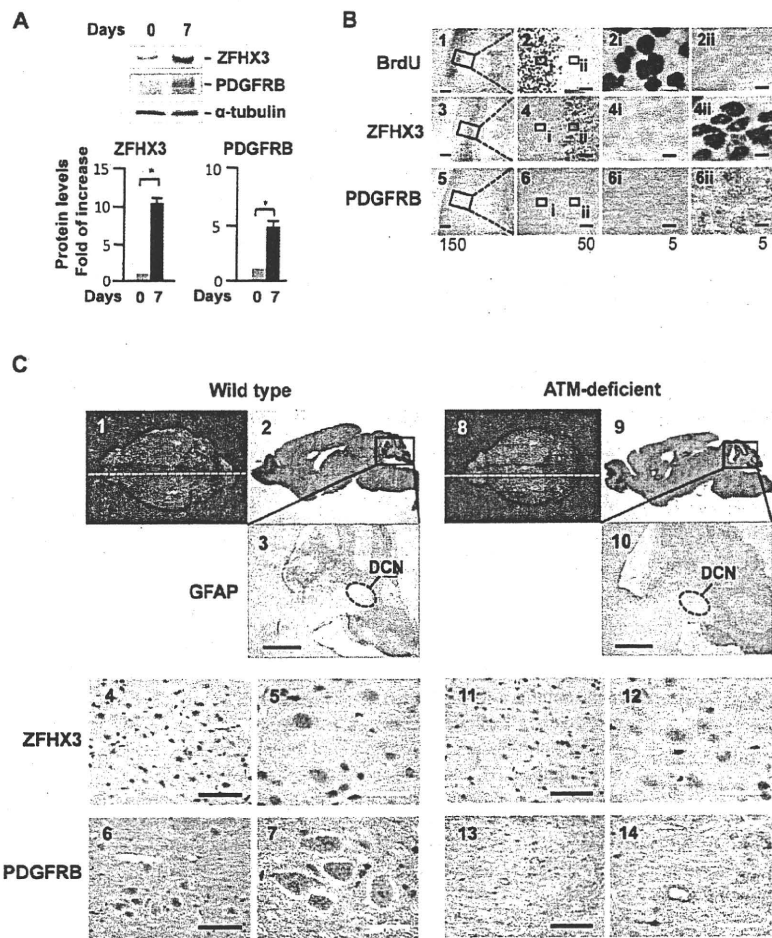 A
Days 0 7
ZFHX3
PDGFRB
α-tubulin
ZFHX3
PDGFRB
Protein levels
Fold of increase
15
10
5
0
*
Days 0 7
10
5
0
*
Days 0 7
B
BrdU
1 2 2i 2ii
i ii
ZFHX3
3 4 4i 4ii
i ii
PDGFRB
5 6 6i 6ii
i ii
150 50 5 5
C
Wild type
ATM-deficient
1 2 8 9
GFAP
3 DCN
10 DCN
ZFHX3
4 5 11 12
PDGFRB
6 7 13 14